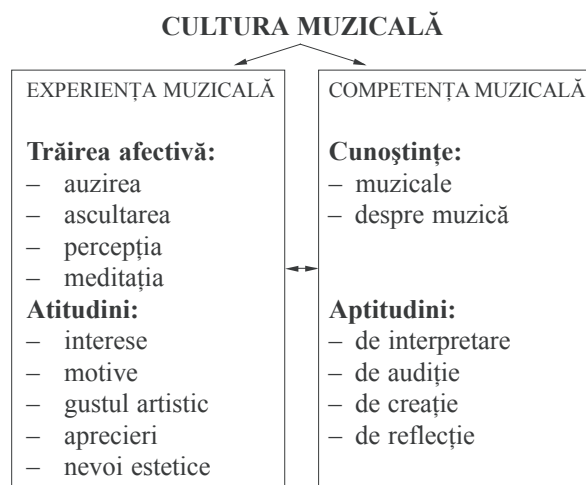 CULTURA MUZICALĂ
EXPERIENȚA MUZICALĂ
Trăirea afectivă:
– auzirea
– ascultarea
– percepția
– meditația
Atitudini:
– interese
– motive
– gustul artistic
– aprecieri
– nevoi estetice
COMPETENȚA MUZICALĂ
Cunoştințe:
– muzicale
– despre muzică
Aptitudini:
– de interpretare
– de audiție
– de creație
– de reflecție